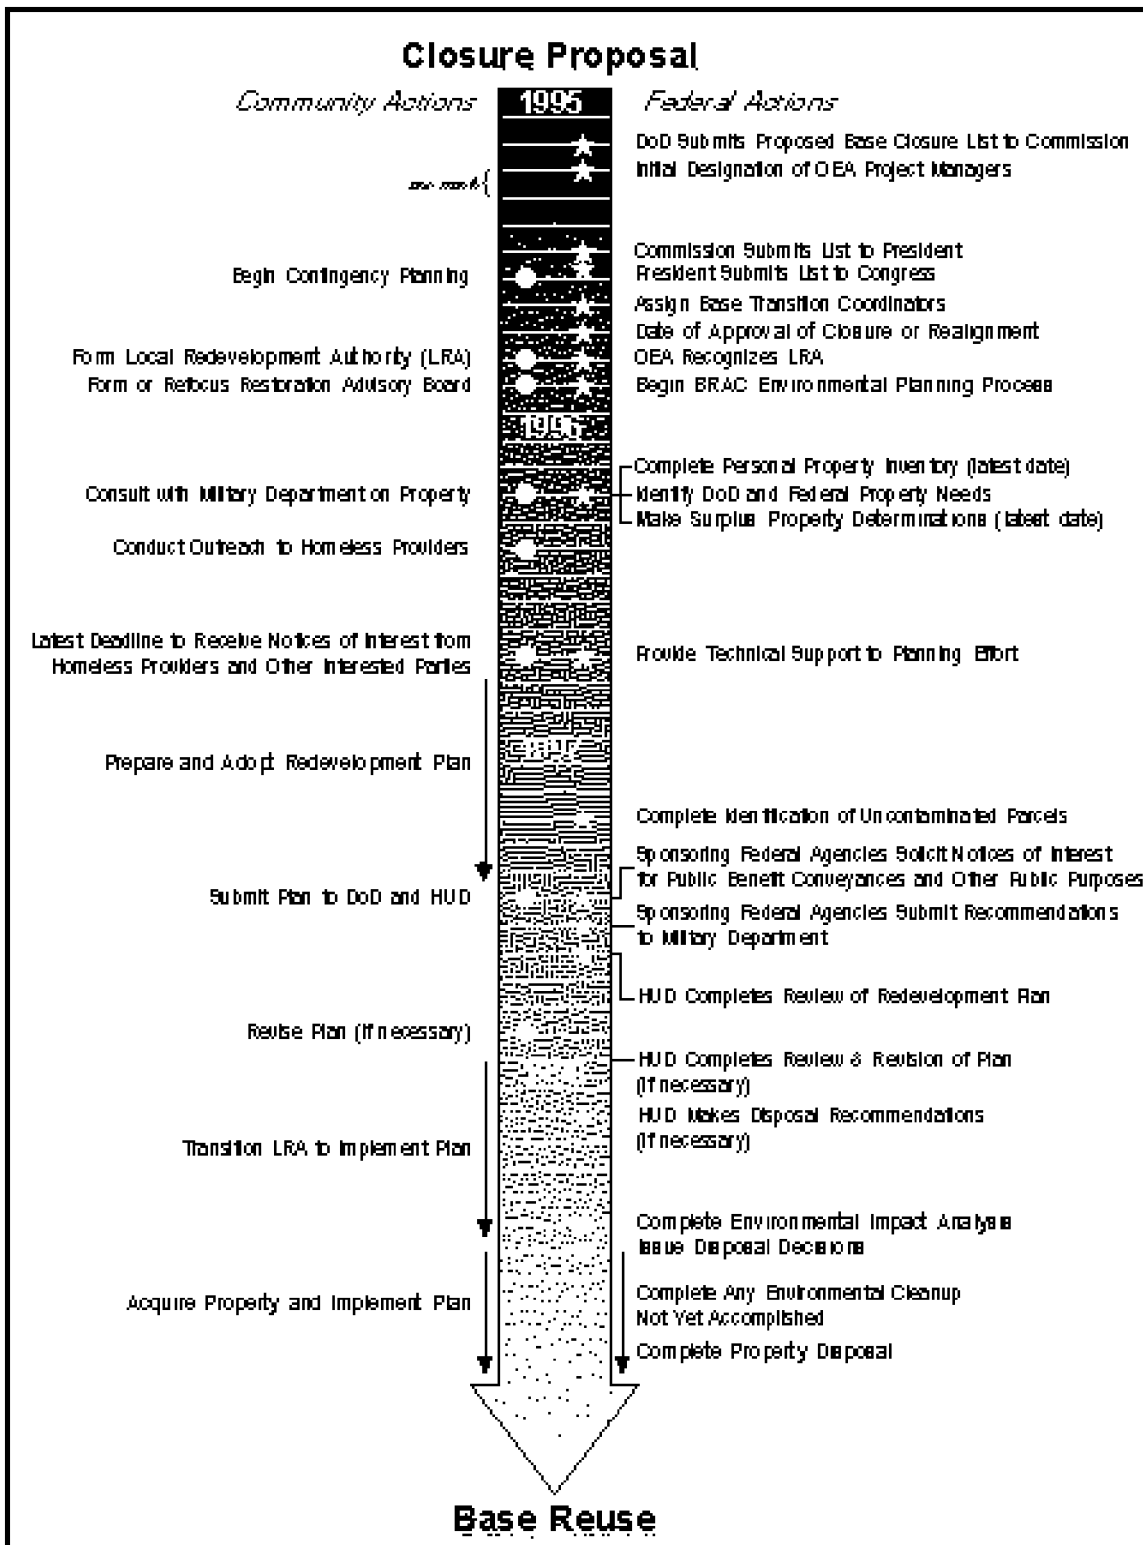 Closure Proposal
Community Actions
1995
Federal Actions
DoD Submits Proposed Base Closure List to Commission
Initial Designation of OEA Project Managers
one month
Commission Submits List to President
Begin Contingency Planning
President Submits List to Congress
Assign Base Transition Coordinators
Date of Approval of Closure or Realignment
Form Local Redevelopment Authority (LRA)
OEA Recognizes LRA
Form or Refocus Restoration Advisory Board
Begin BRAC Environmental Planning Process
1996
Complete Personal Property Inventory (latest date)
Consult with Military Department on Property
Identify DoD and Federal Property Needs
Make Surplus Property Determinations (latest date)
Conduct Outreach to Homeless Providers
Latest Deadline to Receive Notices of Interest from
Homeless Providers and Other Interested Parties
Provide Technical Support to Planning Effort
Prepare and Adopt Redevelopment Plan
Complete Identification of Uncontaminated Parcels
Sponsoring Federal Agencies Solicit Notices of Interest
for Public Benefit Conveyances and Other Public Purposes
Submit Plan to DoD and HUD
Sponsoring Federal Agencies Submit Recommendations
to Military Department
HUD Completes Review of Redevelopment Plan
Revise Plan (if necessary)
HUD Completes Review & Revision of Plan
(if necessary)
HUD Makes Disposal Recommendations
(if necessary)
Transition LRA to Implement Plan
Complete Environmental Impact Analysis
Issue Disposal Decisions
Acquire Property and Implement Plan
Complete Any Environmental Cleanup
Not Yet Accomplished
Complete Property Disposal
Base Reuse